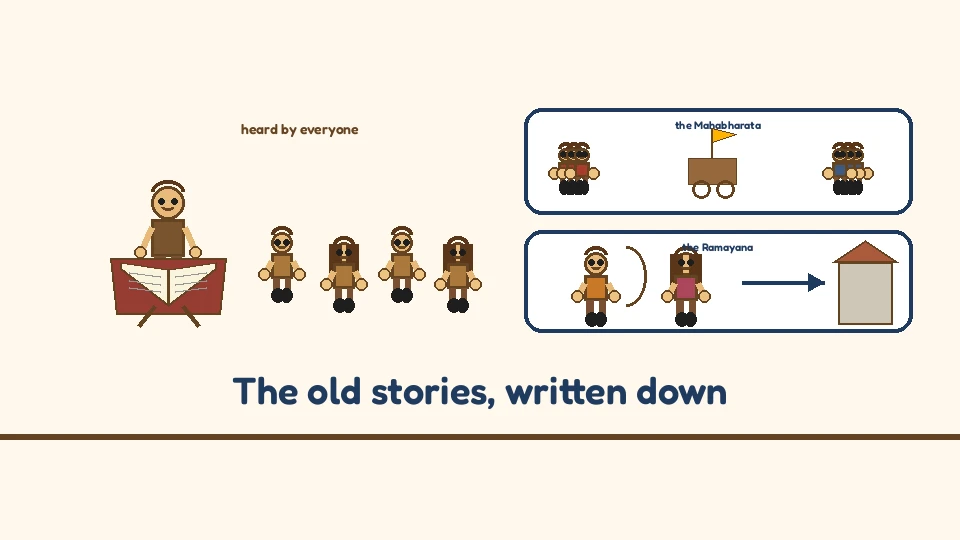 heard by everyone
the Mahabharata
the Ramayana
The old stories, written down